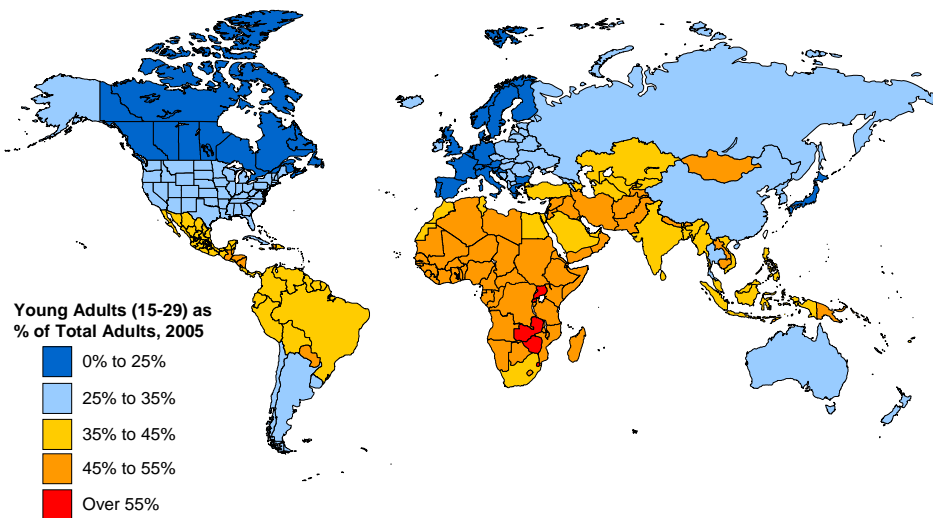 Young Adults (15-29) as
% of Total Adults, 2005
0% to 25%
25% to 35%
35% to 45%
45% to 55%
Over 55%